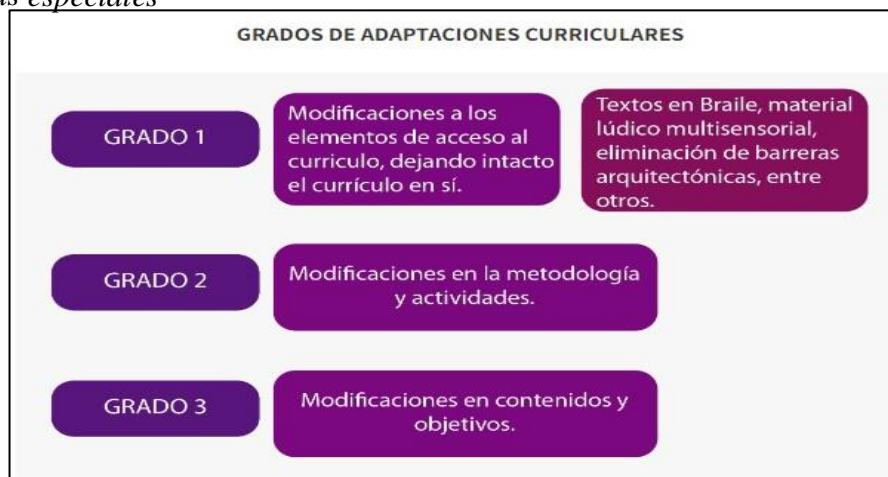 as especiales
GRADOS DE ADAPTACIONES CURRICULARES
GRADO 1
Modificaciones a los
elementos de acceso al
curriculo, dejando intacto
el currículo en sí.
Textos en Braile, material
lúdico multisensorial,
eliminación de barreras
arquitectónicas, entre
otros.
GRADO 2
Modificaciones en la metodología
y actividades.
GRADO 3
Modificaciones en contenidos y
objetivos.